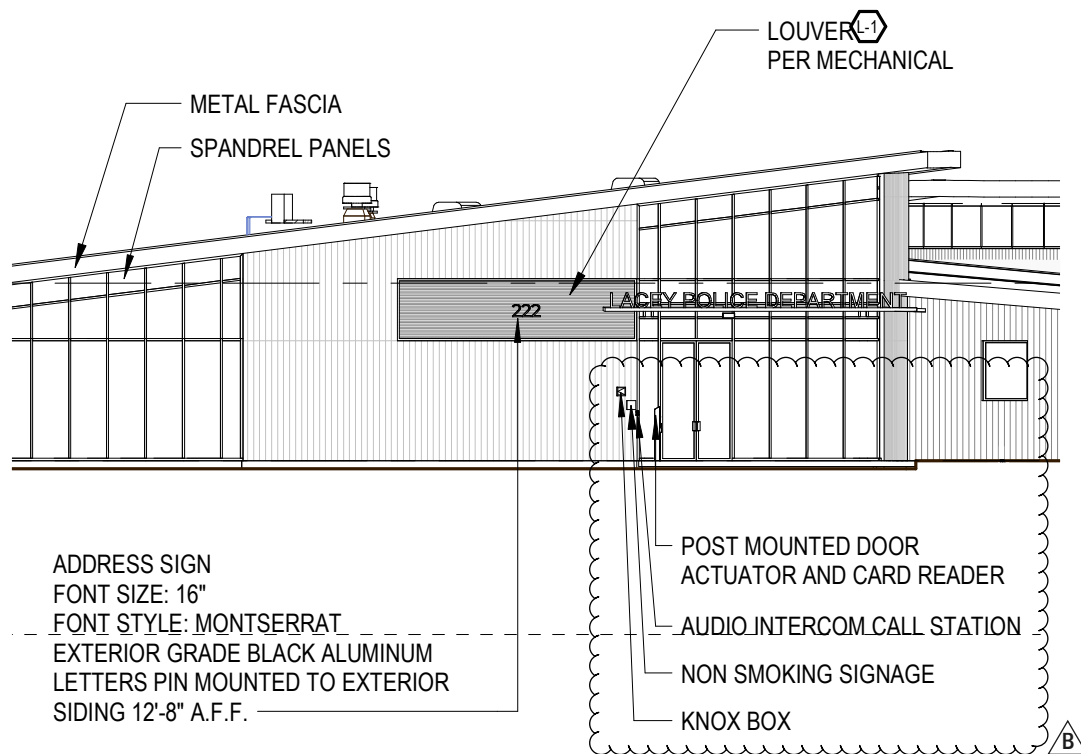 LOUVER L-1
PER MECHANICAL
METAL FASCIA
SPANDREL PANELS
222
LACEY POLICE DEPARTMENT
ADDRESS SIGN
FONT SIZE: 16"
FONT STYLE: MONTSERRAT
EXTERIOR GRADE BLACK ALUMINUM
LETTERS PIN MOUNTED TO EXTERIOR
SIDING 12'-8" A.F.F.
POST MOUNTED DOOR
ACTUATOR AND CARD READER
AUDIO INTERCOM CALL STATION
NON SMOKING SIGNAGE
KNOX BOX
B